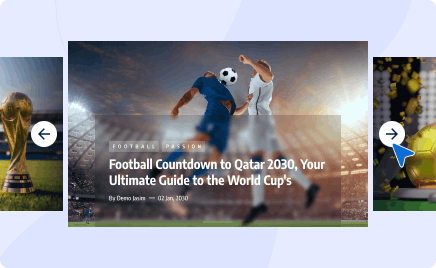 FOOTBALL PASSION
Football Countdown to Qatar 2030, Your
Ultimate Guide to the World Cup's
By Demo Jasim — 02 Jan, 2030